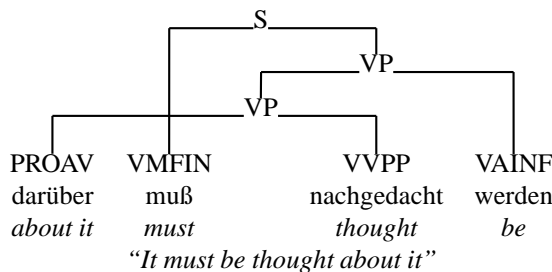 S
VP
VP
PROAV VMFIN VVPP VAINF
darüber muß nachgedacht werden
about it must thought be
“It must be thought about it”